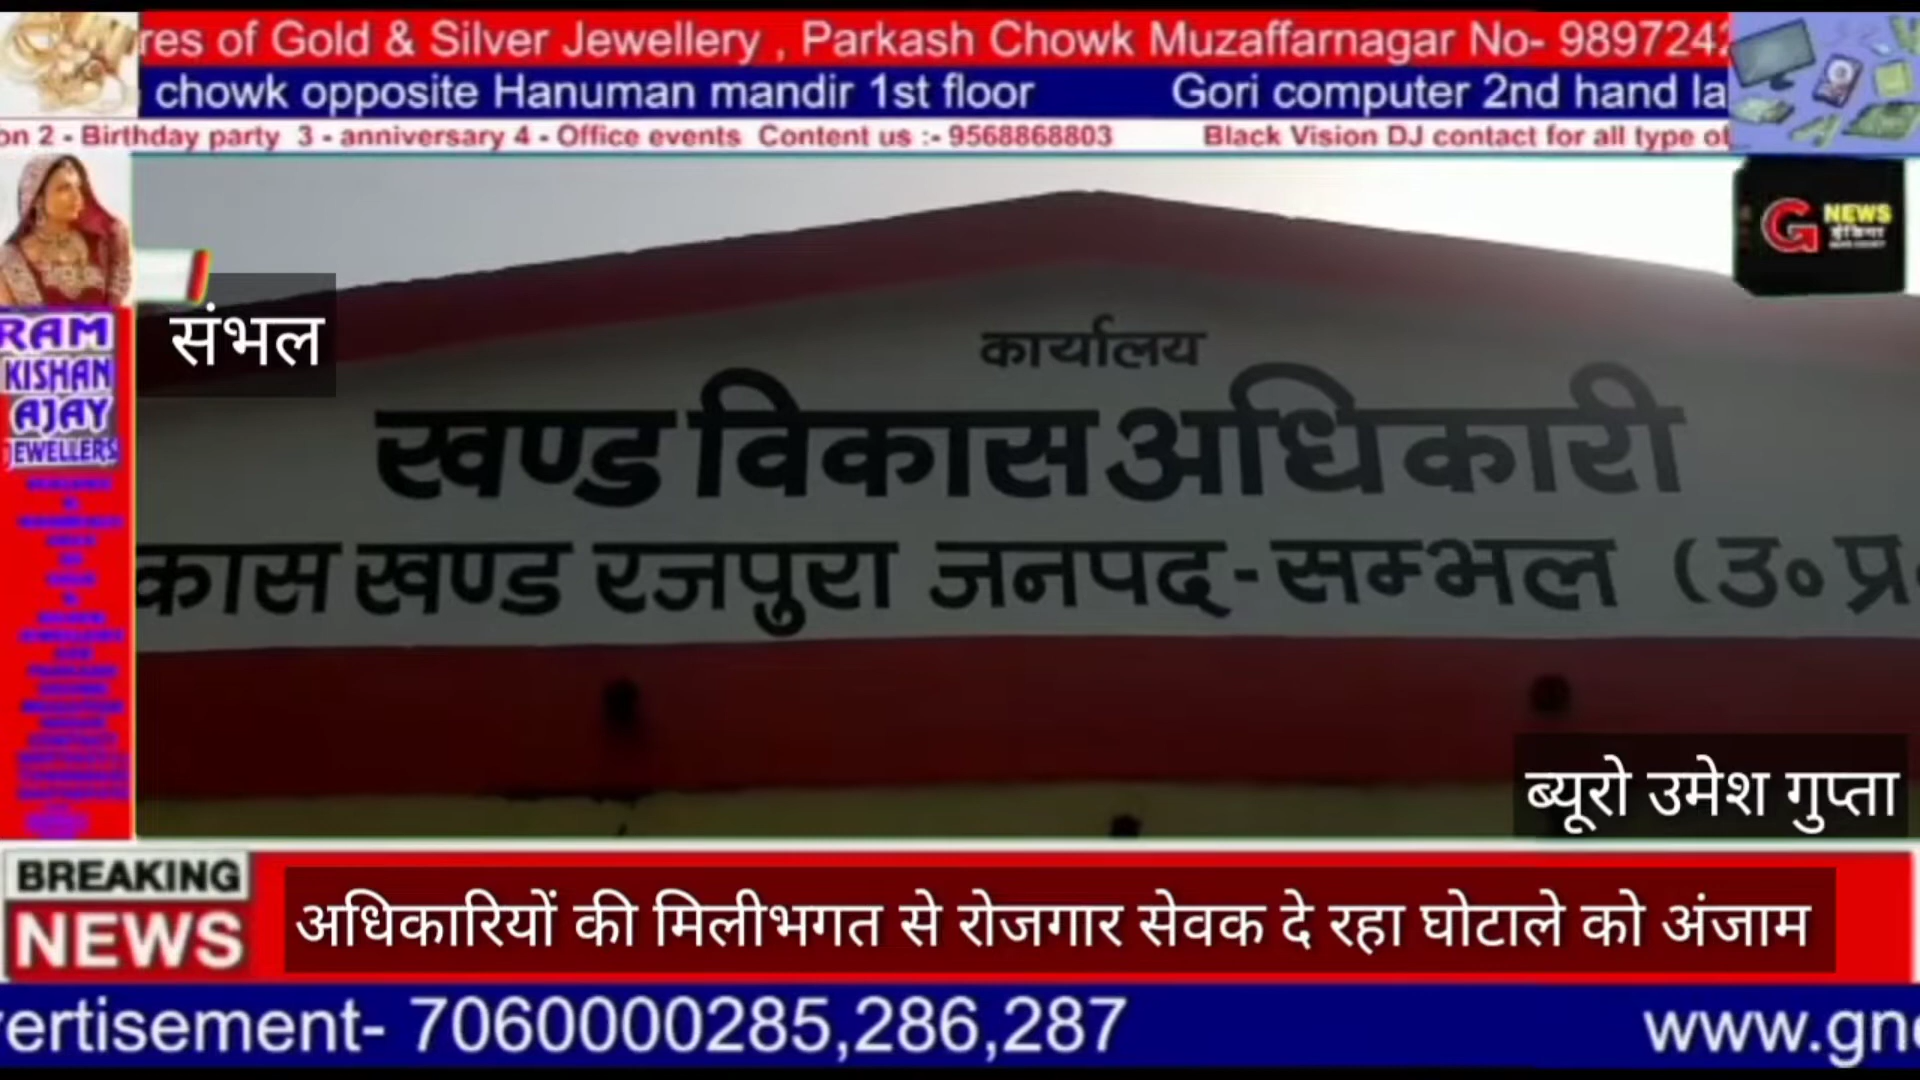 res of Gold & Silver Jewellery , Parkash Chowk Muzaffarnagar No- 989724
chowk opposite Hanuman mandir 1st floor Gori computer 2nd hand la
on 2 - Birthday party 3 - anniversary 4 - Office events Content us :- 9568868803 Black Vision DJ contact for all type of
G NEWS
इंडिया
संभल
RAM
KISHAN
AJAY
JEWELLERS
कार्यालय
खण्ड विकास अधिकारी
कास खण्ड रजपुरा जनपद-सम्भल (उ०प्र०
ब्यूरो उमेश गुप्ता
BREAKING
NEWS
अधिकारियों की मिलीभगत से रोजगार सेवक दे रहा घोटाले को अंजाम
vertisement- 7060000285,286,287 www.gne